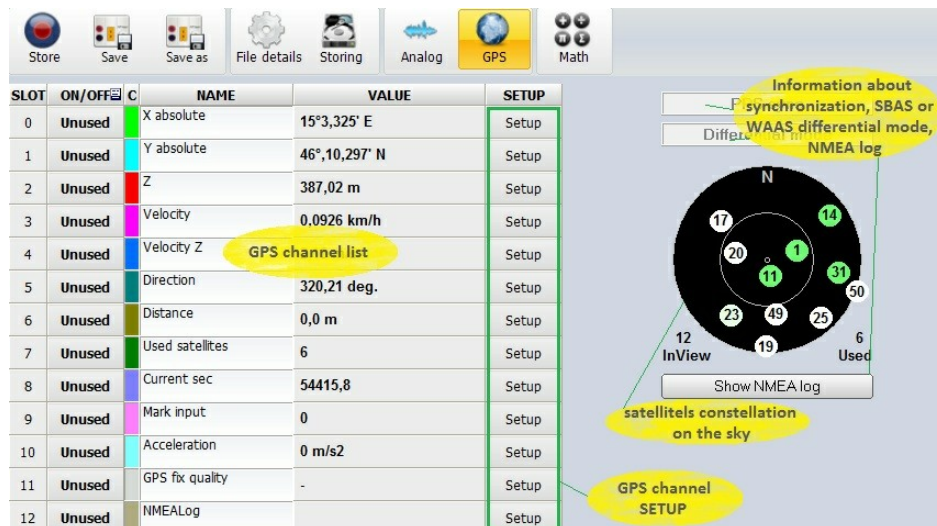 Store Save Save as File details Storing Analog GPS Math
SLOT ON/OFF C NAME VALUE SETUP
0 Unused X absolute 15°3,325' E Setup
1 Unused Y absolute 46°,10,297' N Setup
2 Unused Z 387,02 m Setup
3 Unused Velocity 0,0926 km/h Setup
4 Unused Velocity Z Setup
5 Unused Direction 320,21 deg. Setup
6 Unused Distance 0,0 m Setup
7 Unused Used satellites 6 Setup
8 Unused Current sec 54415,8 Setup
9 Unused Mark input 0 Setup
10 Unused Acceleration 0 m/s2 Setup
11 Unused GPS fix quality - Setup
12 Unused NMEALog Setup
GPS channel list
Information about
synchronization, SBAS or
WAAS differential mode,
NMEA log
N
17 14
20 1
11 31
50
23 49 25
19
12
InView
6
Used
Show NMEA log
satellitels constellation
on the sky
GPS channel
SETUP